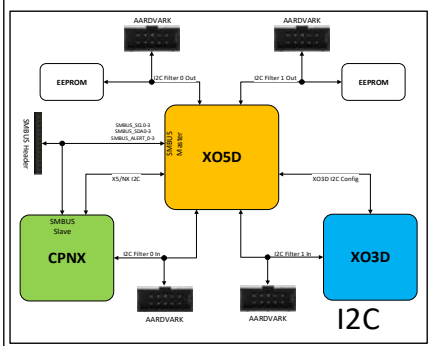 AARDVARK
AARDVARK
EEPROM
I2C Filter 0 Out
I2C Filter 1 Out
EEPROM
SMBUS Header
SMBUS_SCL0-3
SMBUS_SDA0-3
SMBUS_ALERT_0-3
SMBUS
Master
XO5D
X5/NX I2C
XO3D I2C Config
SMBUS
Slave
CPNX
I2C Filter 0 In
I2C Filter 1 In
XO3D
AARDVARK
AARDVARK
I2C